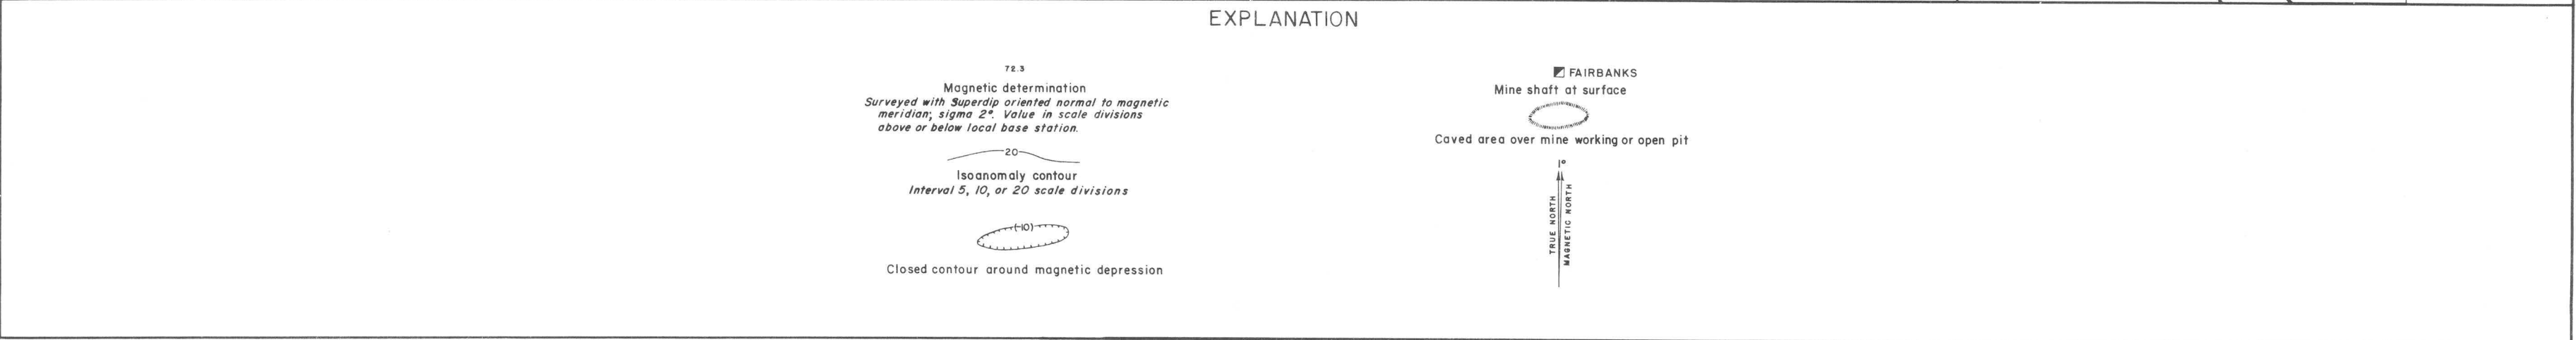 EXPLANATION
72.3
Magnetic determination
Surveyed with Superdip oriented normal to magnetic
meridian; sigma 2°. Value in scale divisions
above or below local base station.
20
Isoanomaly contour
Interval 5, 10, or 20 scale divisions
(-10)
Closed contour around magnetic depression
FAIRBANKS
Mine shaft at surface
Caved area over mine working or open pit
1°
TRUE NORTH
MAGNETIC NORTH